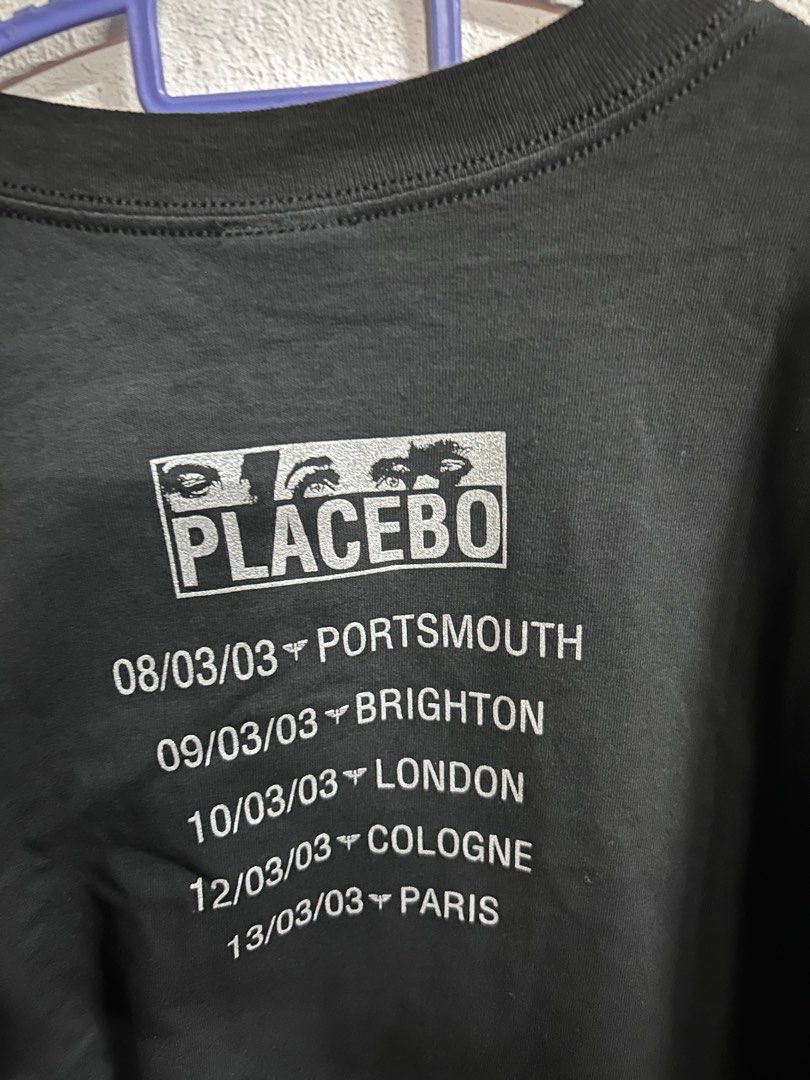 PLACEBO
08/03/03 PORTSMOUTH
09/03/03 BRIGHTON
10/03/03 LONDON
12/03/03 COLOGNE
13/03/03 PARIS